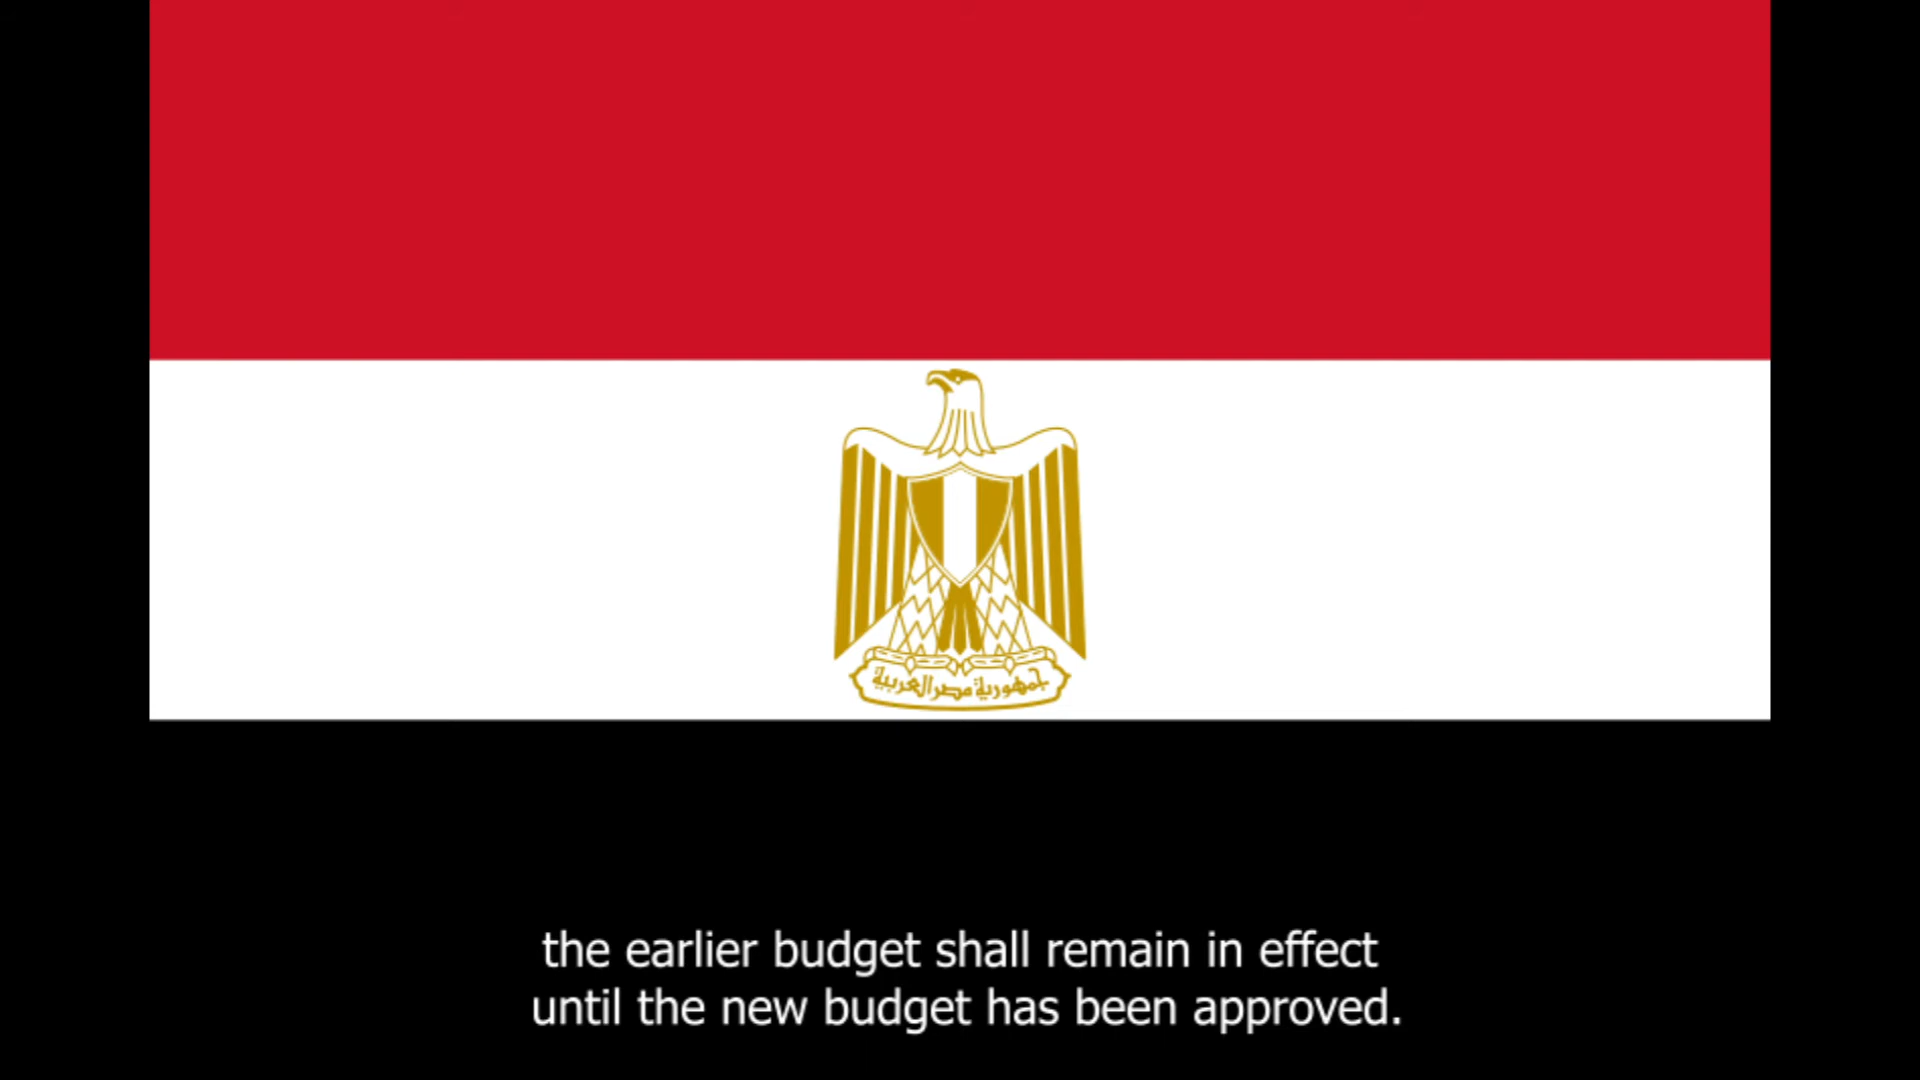 جمهورية مصر العربية
the earlier budget shall remain in effect
until the new budget has been approved.